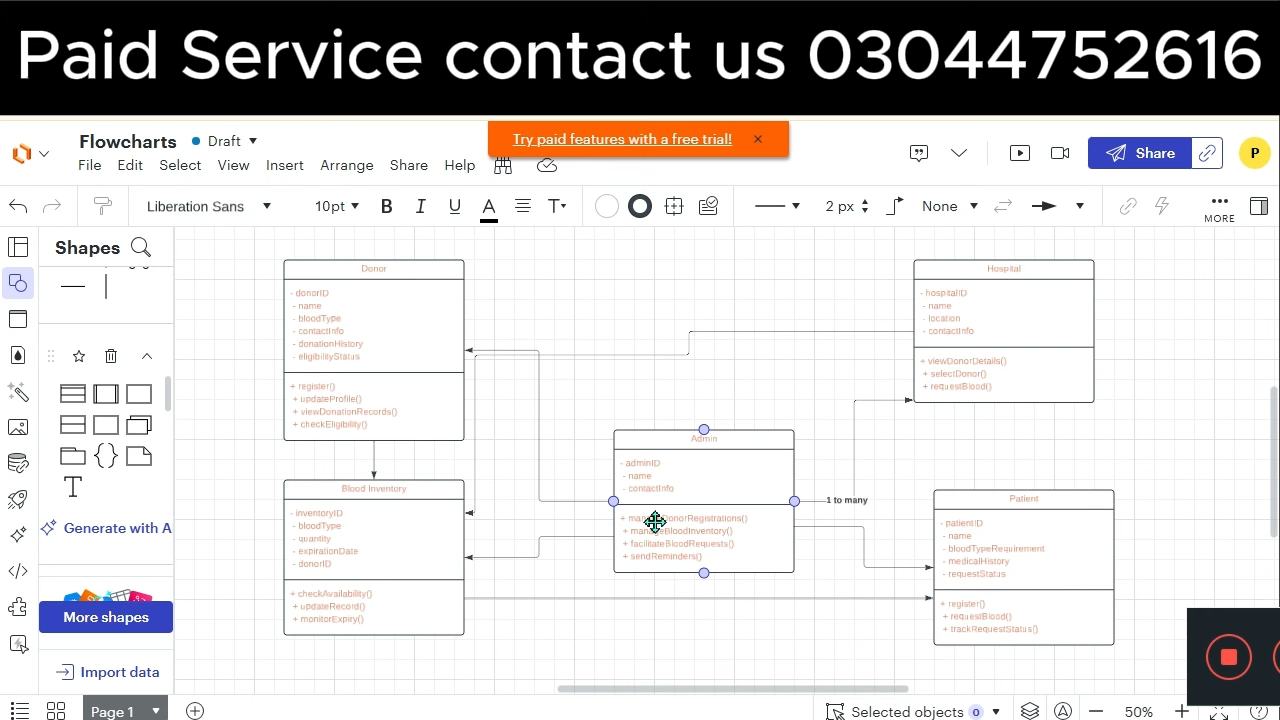 Paid Service contact us 03044752616
Flowcharts
Draft
Try paid features with a free trial!
File Edit Select View Insert Arrange Share Help
Share
P
Liberation Sans
10pt
B I U A T
2 px
None
MORE
Shapes
T
Generate with A
More shapes
Import data
Donor
- donorID
- name
- bloodType
- contactInfo
- donationHistory
- eligibilityStatus
+ register()
+ updateProfile()
+ viewDonationRecords()
+ checkEligibility()
Blood Inventory
- inventoryID
- bloodType
- quantity
- expirationDate
- donorID
+ checkAvailability()
+ updateRecord()
+ monitorExpiry()
Admin
- adminID
- name
- contactInfo
DonorRegistrations()
+ manageBloodInventory()
+ facilitateBloodRequests()
+ sendReminders()
1 to many
Hospital
- hospitalID
- name
- location
- contactInfo
+ viewDonorDetails()
+ selectDonor()
+ requestBlood()
Patient
- patientID
- name
- bloodTypeRequirement
- medicalHistory
- requestStatus
+ register()
+ requestBlood()
+ trackRequestStatus()
Page 1
Selected objects 0
50%